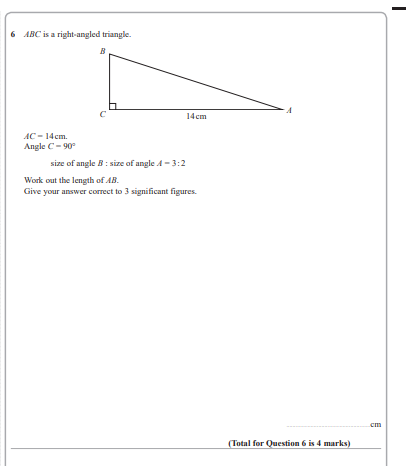 6 ABC is a right-angled triangle.
B
C
14 cm
A
AC = 14 cm.
Angle C = 90°
size of angle B : size of angle A = 3 : 2
Work out the length of AB.
Give your answer correct to 3 significant figures.
cm
(Total for Question 6 is 4 marks)